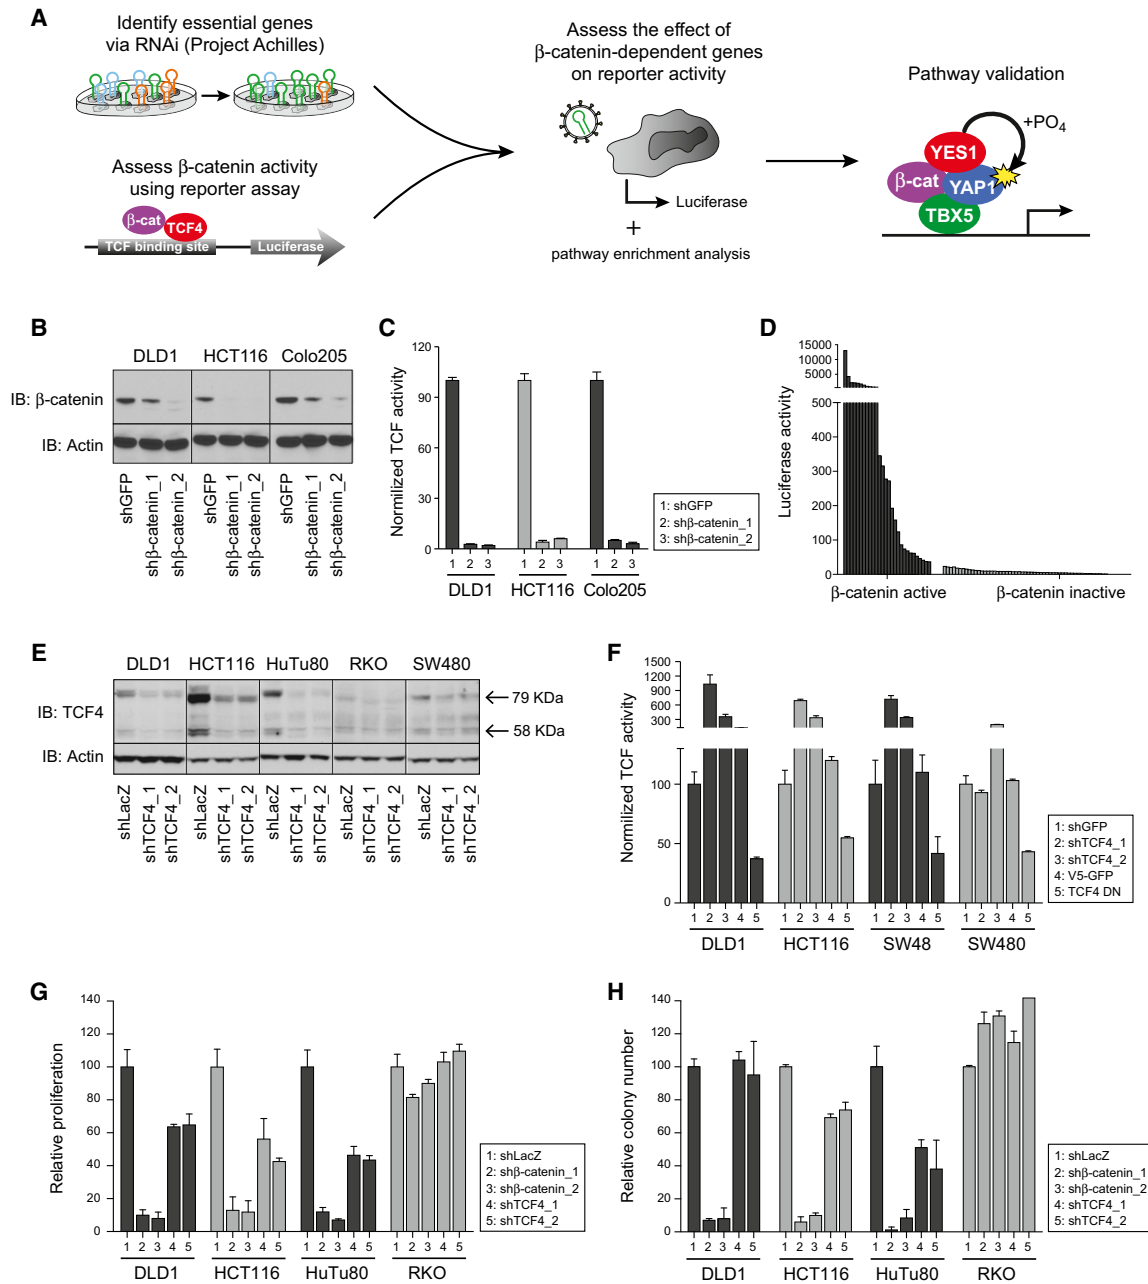 A
Identify essential genes
via RNAi (Project Achilles)
Assess β-catenin activity
using reporter assay
β-cat
TCF4
TCF binding site
Luciferase
Assess the effect of
β-catenin-dependent genes
on reporter activity
Luciferase
+
pathway enrichment analysis
Pathway validation
+PO4
YES1
β-cat
YAP1
TBX5
B
DLD1 HCT116 Colo205
IB: β-catenin
IB: Actin
shGFP
shβ-catenin_1
shβ-catenin_2
shGFP
shβ-catenin_1
shβ-catenin_2
shGFP
shβ-catenin_1
shβ-catenin_2
C
Normilized TCF activity
120
90
60
30
0
1 2 3 1 2 3 1 2 3
DLD1 HCT116 Colo205
1: shGFP
2: shβ-catenin_1
3: shβ-catenin_2
D
Luciferase activity
15000
10000
5000
500
400
300
200
100
0
β-catenin active β-catenin inactive
E
DLD1 HCT116 HuTu80 RKO SW480
IB: TCF4
79 KDa
58 KDa
IB: Actin
shLacZ
shTCF4_1
shTCF4_2
shLacZ
shTCF4_1
shTCF4_2
shLacZ
shTCF4_1
shTCF4_2
shLacZ
shTCF4_1
shTCF4_2
shLacZ
shTCF4_1
shTCF4_2
F
Normilized TCF activity
1500
1200
900
600
300
100
50
0
1 2 3 4 5 1 2 3 4 5 1 2 3 4 5 1 2 3 4 5
DLD1 HCT116 SW48 SW480
1: shGFP
2: shTCF4_1
3: shTCF4_2
4: V5-GFP
5: TCF4 DN
G
Relative proliferation
140
120
100
80
60
40
20
0
1 2 3 4 5 1 2 3 4 5 1 2 3 4 5 1 2 3 4 5
DLD1 HCT116 HuTu80 RKO
1: shLacZ
2: shβ-catenin_1
3: shβ-catenin_2
4: shTCF4_1
5: shTCF4_2
H
Relative colony number
140
120
100
80
60
40
20
0
1 2 3 4 5 1 2 3 4 5 1 2 3 4 5 1 2 3 4 5
DLD1 HCT116 HuTu80 RKO
1: shLacZ
2: shβ-catenin_1
3: shβ-catenin_2
4: shTCF4_1
5: shTCF4_2